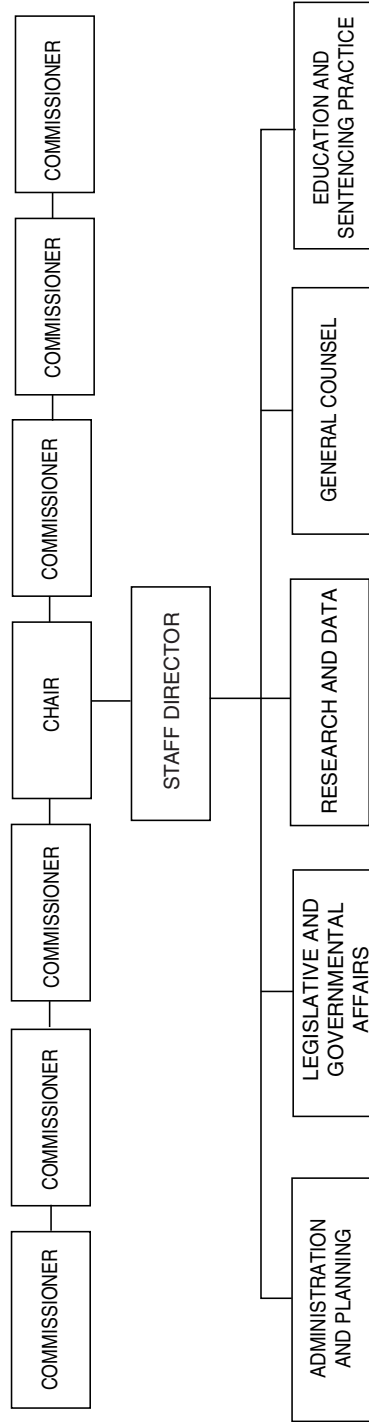 COMMISSIONER
COMMISSIONER
COMMISSIONER
CHAIR
COMMISSIONER
COMMISSIONER
COMMISSIONER
STAFF DIRECTOR
ADMINISTRATION
AND PLANNING
LEGISLATIVE AND
GOVERNMENTAL
AFFAIRS
RESEARCH AND DATA
GENERAL COUNSEL
EDUCATION AND
SENTENCING PRACTICE